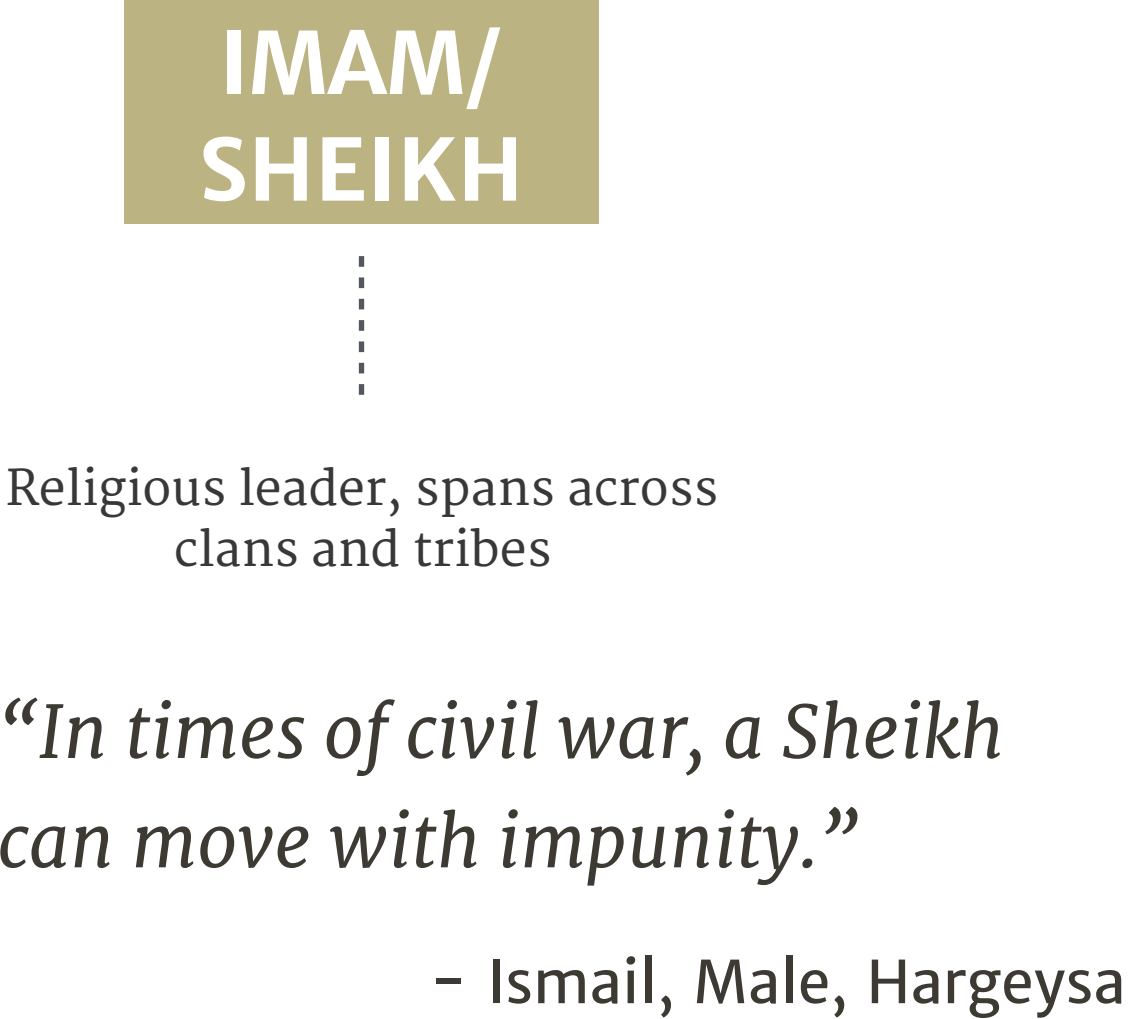 IMAM/
SHEIKH
Religious leader, spans across
clans and tribes
“In times of civil war, a Sheikh
can move with impunity.”
- Ismail, Male, Hargeysa